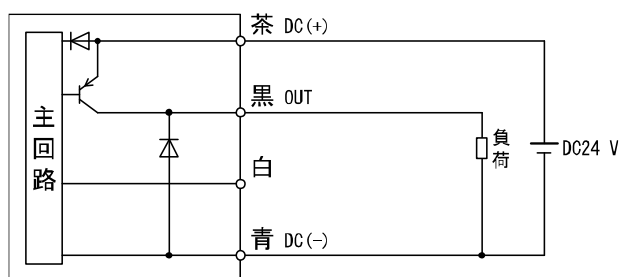 茶 DC(+)
主回路
黒 OUT
負荷
DC24 V
白
青 DC(-)